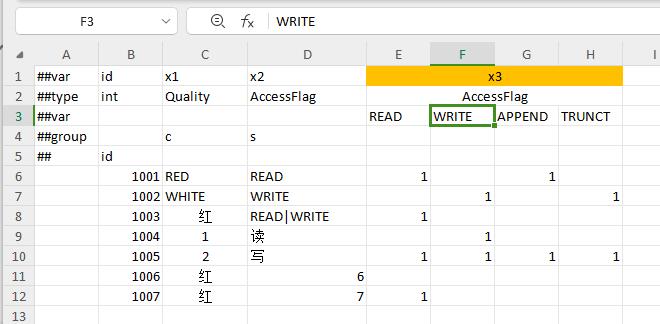 F3 fx WRITE
A B C D E F G H I
1 ##var id x1 x2 x3
2 ##type int Quality AccessFlag AccessFlag
3 ##var READ WRITE APPEND TRUNCT
4 ##group c s
5 ## id
6 1001 RED READ 1 1
7 1002 WHITE WRITE 1 1
8 1003 红 READ|WRITE 1
9 1004 1 读 1
10 1005 2 写 1 1 1 1
11 1006 红 6
12 1007 红 7 1
13